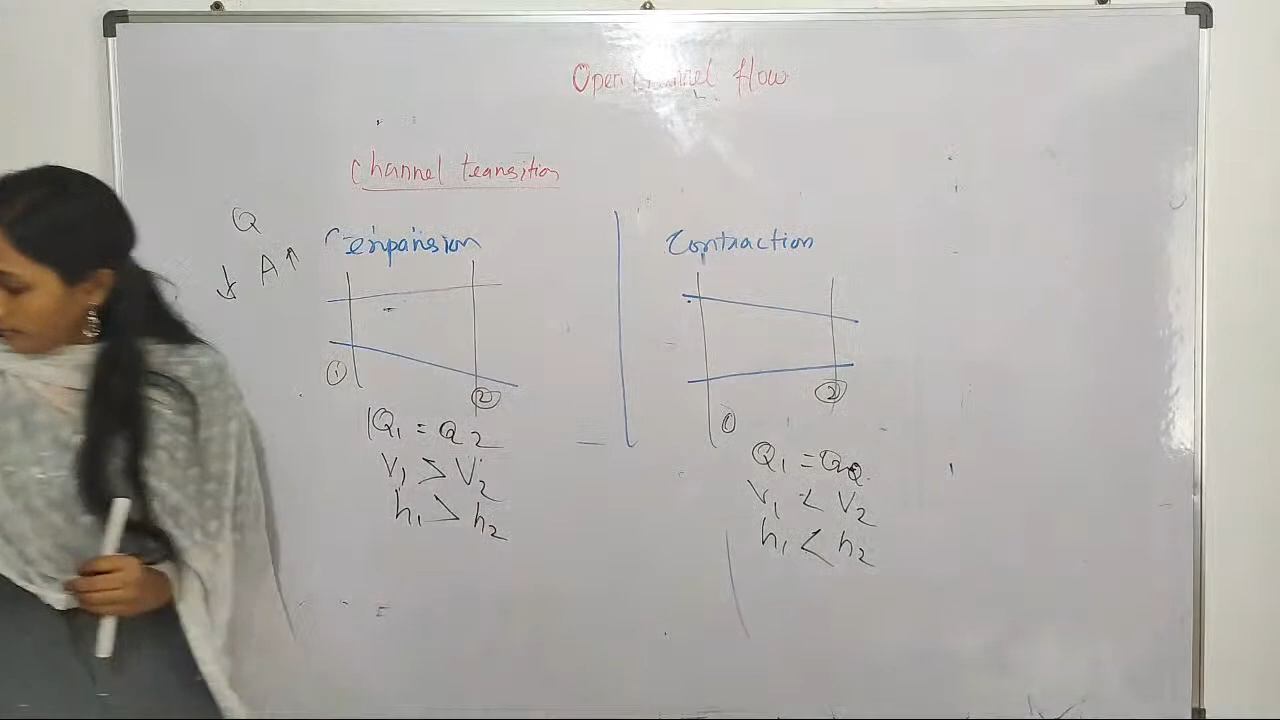 Open channel flow
Channel transition
Q
A↑
Expansion
①
②
Q₁ = Q₂
V₁ > V₂
h₁ > h₂
Contraction
①
②
Q₁ = Q₂
V₁ < V₂
h₁ < h₂